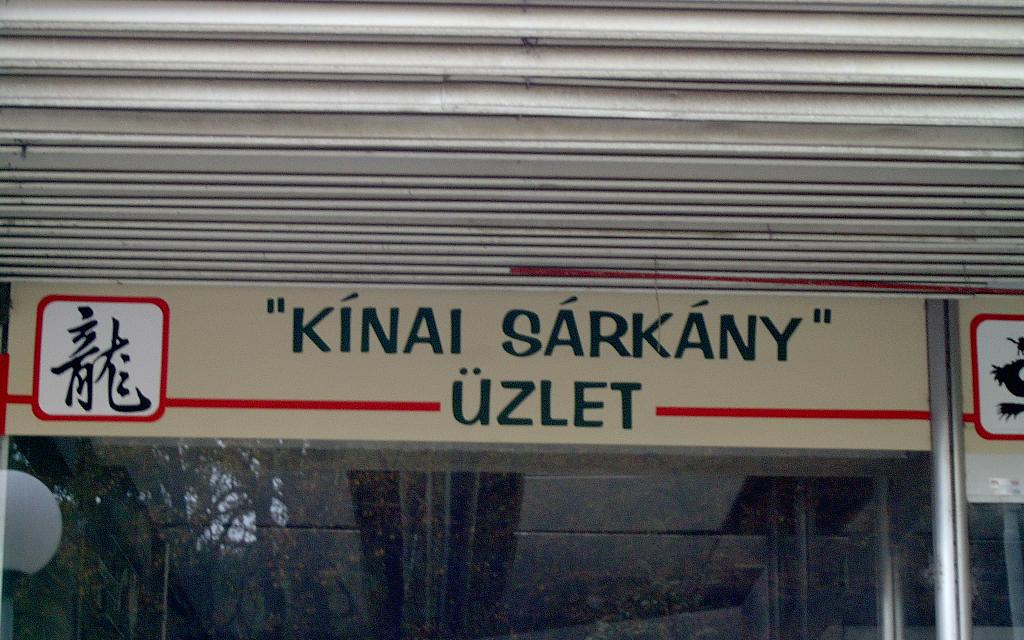 龍
"KÍNAI SÁRKÁNY"
ÜZLET